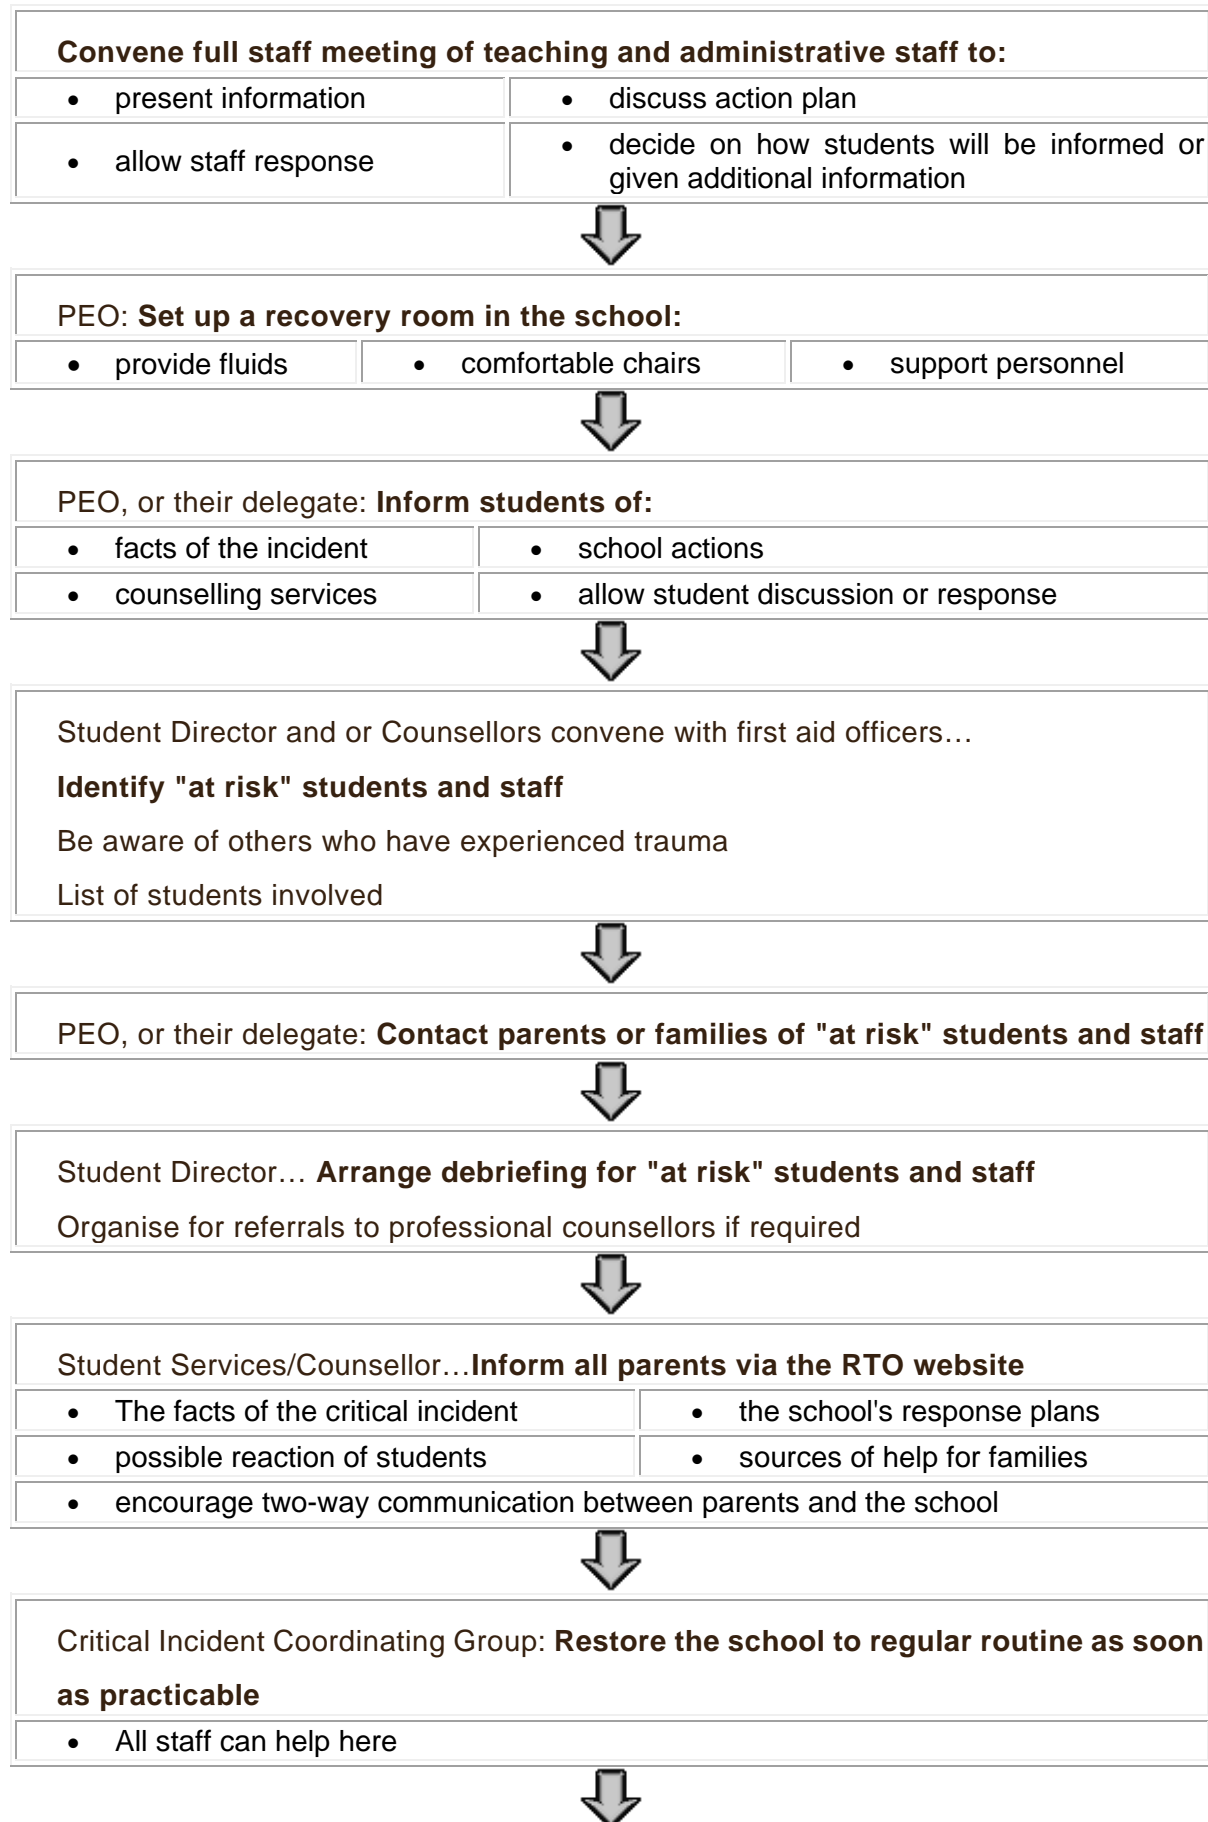 Convene full staff meeting of teaching and administrative staff to:
• present information
• discuss action plan
• allow staff response
• decide on how students will be informed or
given additional information
PEO: Set up a recovery room in the school:
• provide fluids
• comfortable chairs
• support personnel
PEO, or their delegate: Inform students of:
• facts of the incident
• school actions
• counselling services
• allow student discussion or response
Student Director and or Counsellors convene with first aid officers…
Identify "at risk" students and staff
Be aware of others who have experienced trauma
List of students involved
PEO, or their delegate: Contact parents or families of "at risk" students and staff
Student Director… Arrange debriefing for "at risk" students and staff
Organise for referrals to professional counsellors if required
Student Services/Counsellor…Inform all parents via the RTO website
• The facts of the critical incident
• the school's response plans
• possible reaction of students
• sources of help for families
• encourage two-way communication between parents and the school
Critical Incident Coordinating Group: Restore the school to regular routine as soon
as practicable
• All staff can help here